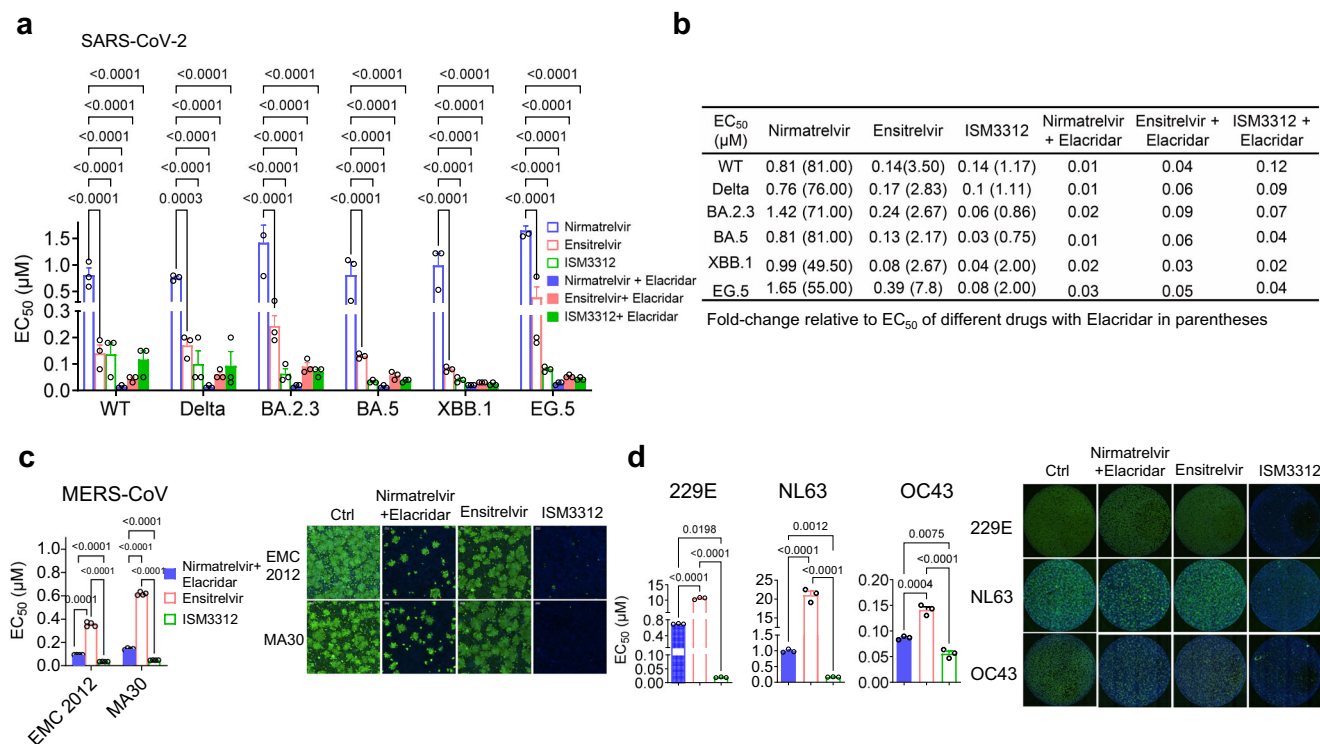 a
SARS-CoV-2
<0.0001 <0.0001 <0.0001 <0.0001 <0.0001 <0.0001
<0.0001 <0.0001 <0.0001 <0.0001 <0.0001 <0.0001
<0.0001 <0.0001 <0.0001 <0.0001 <0.0001 <0.0001
<0.0001 <0.0001 <0.0001 <0.0001 <0.0001 <0.0001
<0.0001 0.0003 <0.0001 <0.0001 <0.0001 <0.0001
EC50 (µM)
1.5
1.0
0.5
0.2
0.1
0.0
WT Delta BA.2.3 BA.5 XBB.1 EG.5
Nirmatrelvir
Ensitrelvir
ISM3312
Nirmatrelvir + Elacridar
Ensitrelvir+ Elacridar
ISM3312+ Elacridar
b
EC50 (µM) Nirmatrelvir Ensitrelvir ISM3312 Nirmatrelvir + Elacridar Ensitrelvir + Elacridar ISM3312 + Elacridar
WT 0.81 (81.00) 0.14(3.50) 0.14 (1.17) 0.01 0.04 0.12
Delta 0.76 (76.00) 0.17 (2.83) 0.1 (1.11) 0.01 0.06 0.09
BA.2.3 1.42 (71.00) 0.24 (2.67) 0.06 (0.86) 0.02 0.09 0.07
BA.5 0.81 (81.00) 0.13 (2.17) 0.03 (0.75) 0.01 0.06 0.04
XBB.1 0.99 (49.50) 0.08 (2.67) 0.04 (2.00) 0.02 0.03 0.02
EG.5 1.65 (55.00) 0.39 (7.8) 0.08 (2.00) 0.03 0.05 0.04
Fold-change relative to EC50 of different drugs with Elacridar in parentheses
c
MERS-CoV
<0.0001
<0.0001 <0.0001
<0.0001 <0.0001
<0.0001
EC50 (µM)
1.0
0.8
0.6
0.4
0.2
0.0
EMC 2012 MA30
Nirmatrelvir+
Elacridar
Ensitrelvir
ISM3312
Ctrl Nirmatrelvir +Elacridar Ensitrelvir ISM3312
EMC
2012
MA30
d
229E NL63 OC43
0.0198
<0.0001
<0.0001
EC50 (µM)
15
10
5
0.8
0.4
0.10
0.05
0.00
0.0012
<0.0001
<0.0001
25
20
15
1.0
0.5
0.0
0.0075
<0.0001
0.0004
0.20
0.15
0.10
0.05
0.00
Ctrl Nirmatrelvir +Elacridar Ensitrelvir ISM3312
229E
NL63
OC43